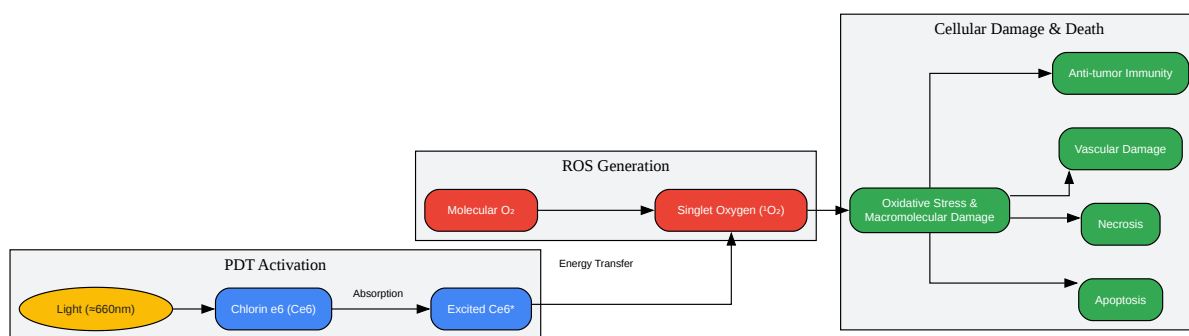 Cellular Damage & Death
Anti-tumor Immunity
Vascular Damage
Oxidative Stress &
Macromolecular Damage
Necrosis
Apoptosis
ROS Generation
Molecular O₂
Singlet Oxygen (¹O₂)
Energy Transfer
PDT Activation
Light (≈660nm)
Chlorin e6 (Ce6)
Absorption
Excited Ce6*